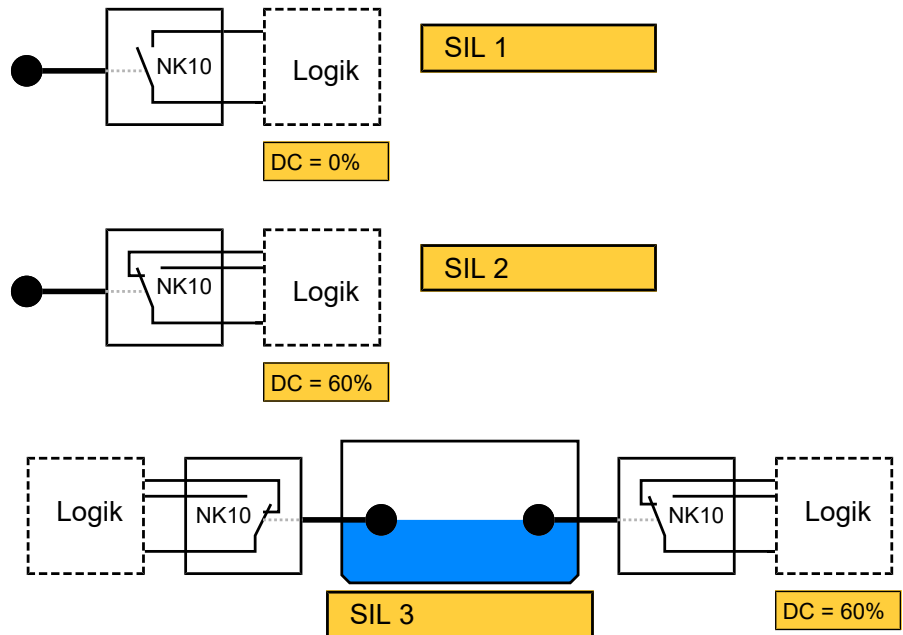 NK10
Logik
SIL 1
DC = 0%
NK10
Logik
SIL 2
DC = 60%
Logik
NK10
NK10
Logik
SIL 3
DC = 60%